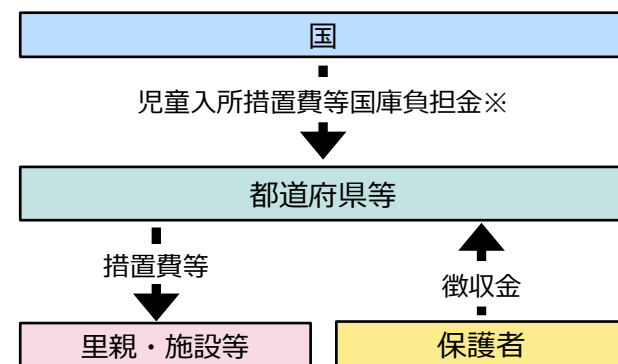 国
児童入所措置費等国庫負担金※
都道府県等
措置費等
徴収金
里親・施設等
保護者